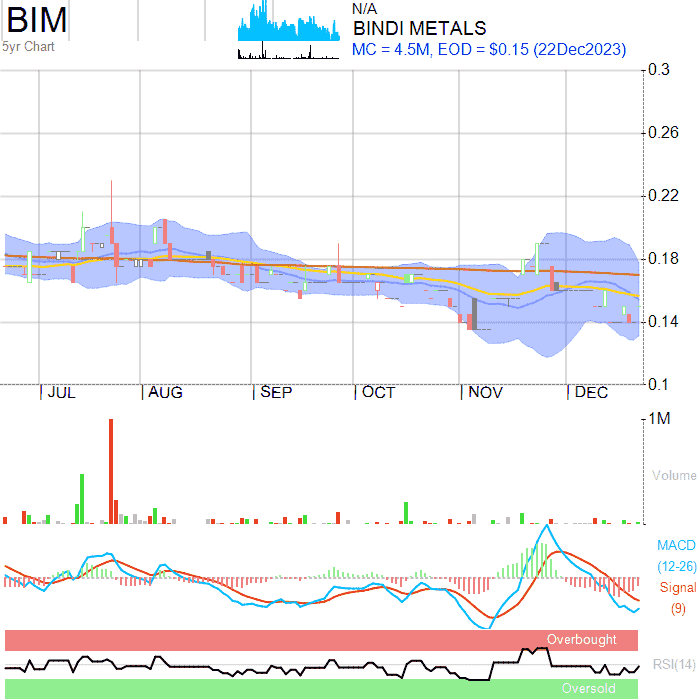 BIM
5yr Chart
N/A
BINDI METALS
MC = 4.5M, EOD = $0.15 (22Dec2023)
0.3
0.26
0.22
0.18
0.14
0.1
JUL AUG SEP OCT NOV DEC
1M
Volume
MACD
(12-26)
Signal
(9)
Overbought
RSI(14)
Oversold